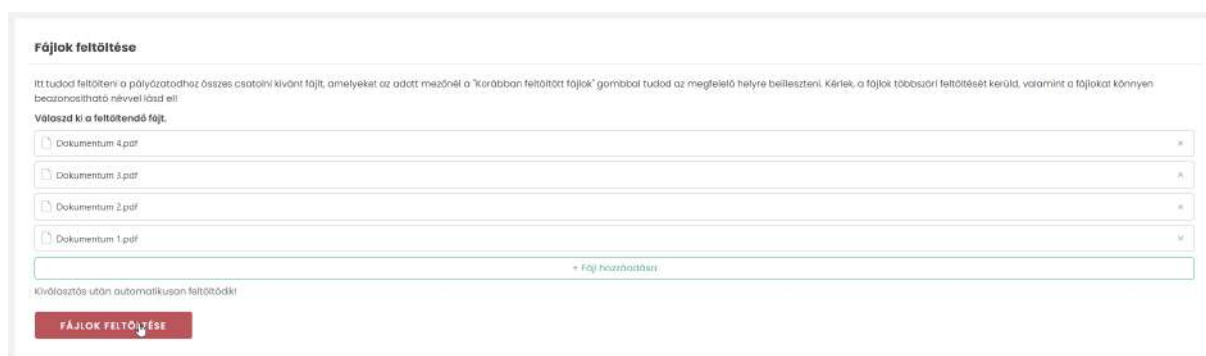 Fájlok feltöltése
Itt tudod feltölteni a pályázatodhoz összes csatolni kívánt fájlt, amelyeket az adott mezőnél a "Korábban feltöltött fájlok" gombbal tudod az megfelelő helyre beilleszteni. Kérlek, a fájlok többszöri feltöltését kerüld, valamint a fájlokat könnyen
beazonosítható névvel lásd el!
Válaszd ki a feltöltendő fájt.
Dokumentum 4.pdf
Dokumentum 3.pdf
Dokumentum 2.pdf
Dokumentum 1.pdf
+ Fájl hozzáadása
Kiválasztás után automatikusan feltöltődik!
FÁJLOK FELTÖLTÉSE